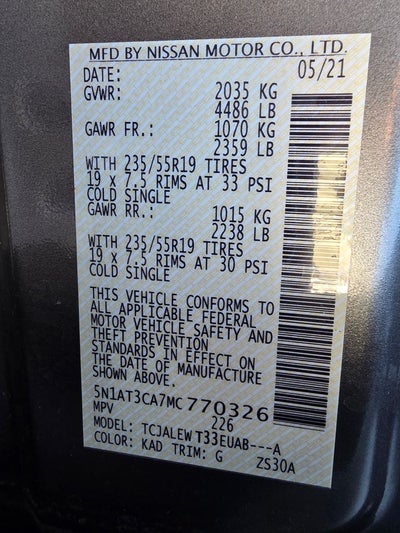 MFD BY NISSAN MOTOR CO., LTD.
DATE: 05/21
GVWR: 2035 KG
4486 LB
GAWR FR.: 1070 KG
2359 LB
WITH 235/55R19 TIRES
19 x 7.5 RIMS AT 33 PSI
COLD SINGLE
GAWR RR.: 1015 KG
2238 LB
WITH 235/55R19 TIRES
19 x 7.5 RIMS AT 30 PSI
COLD SINGLE
THIS VEHICLE CONFORMS TO
ALL APPLICABLE FEDERAL
MOTOR VEHICLE SAFETY AND
THEFT PREVENTION
STANDARDS IN EFFECT ON
THE DATE OF MANUFACTURE
SHOWN ABOVE.
5N1AT3CA7MC770326
MPV 226
MODEL: TCJALEW T33EUAB---A
COLOR: KAD TRIM: G ZS30A